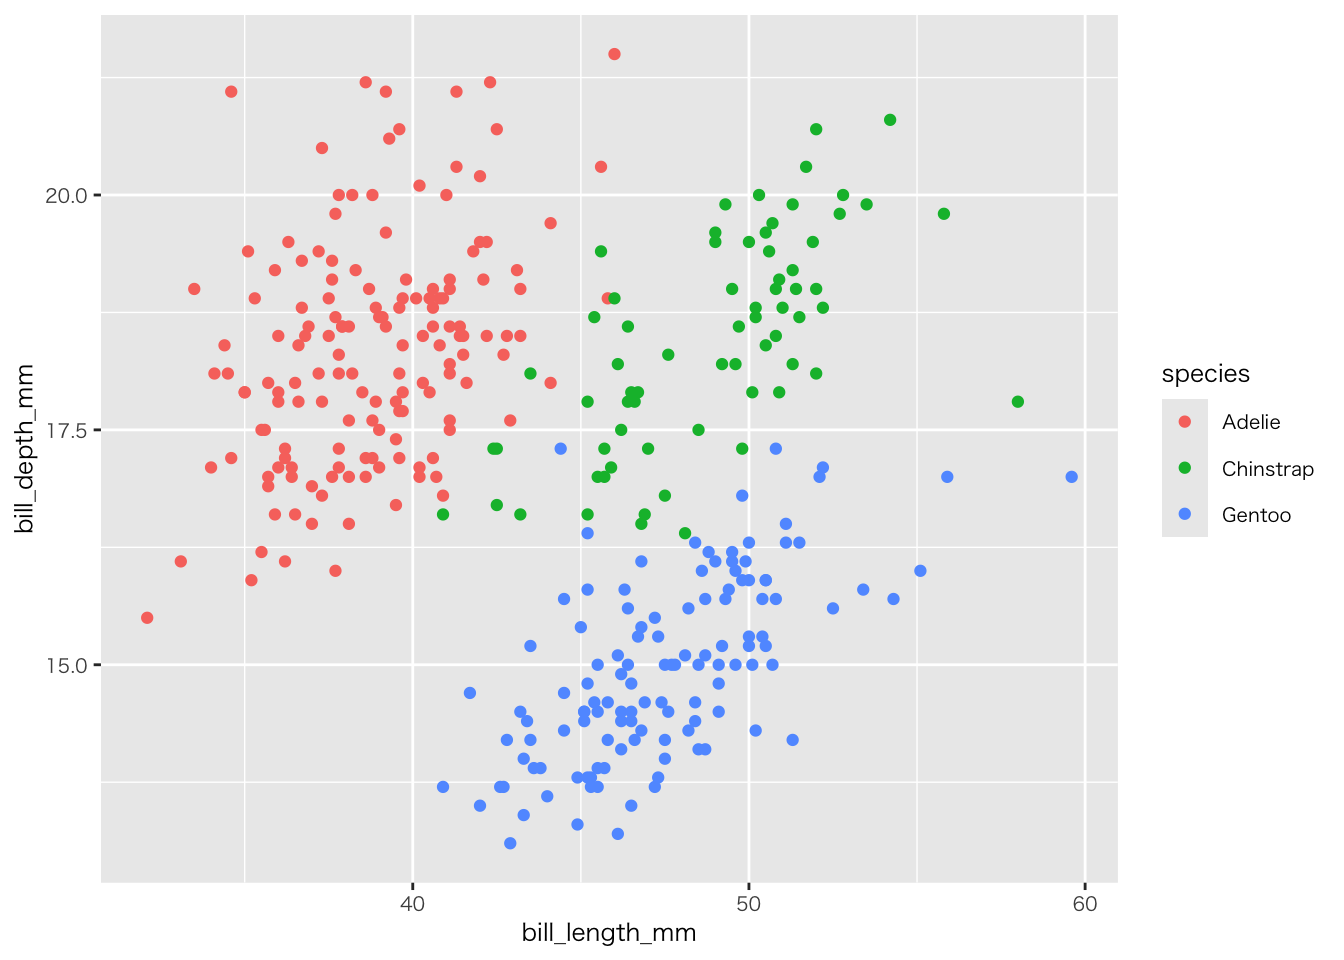 20.0
17.5
15.0
bill_depth_mm
40
50
60
bill_length_mm
species
Adelie
Chinstrap
Gentoo